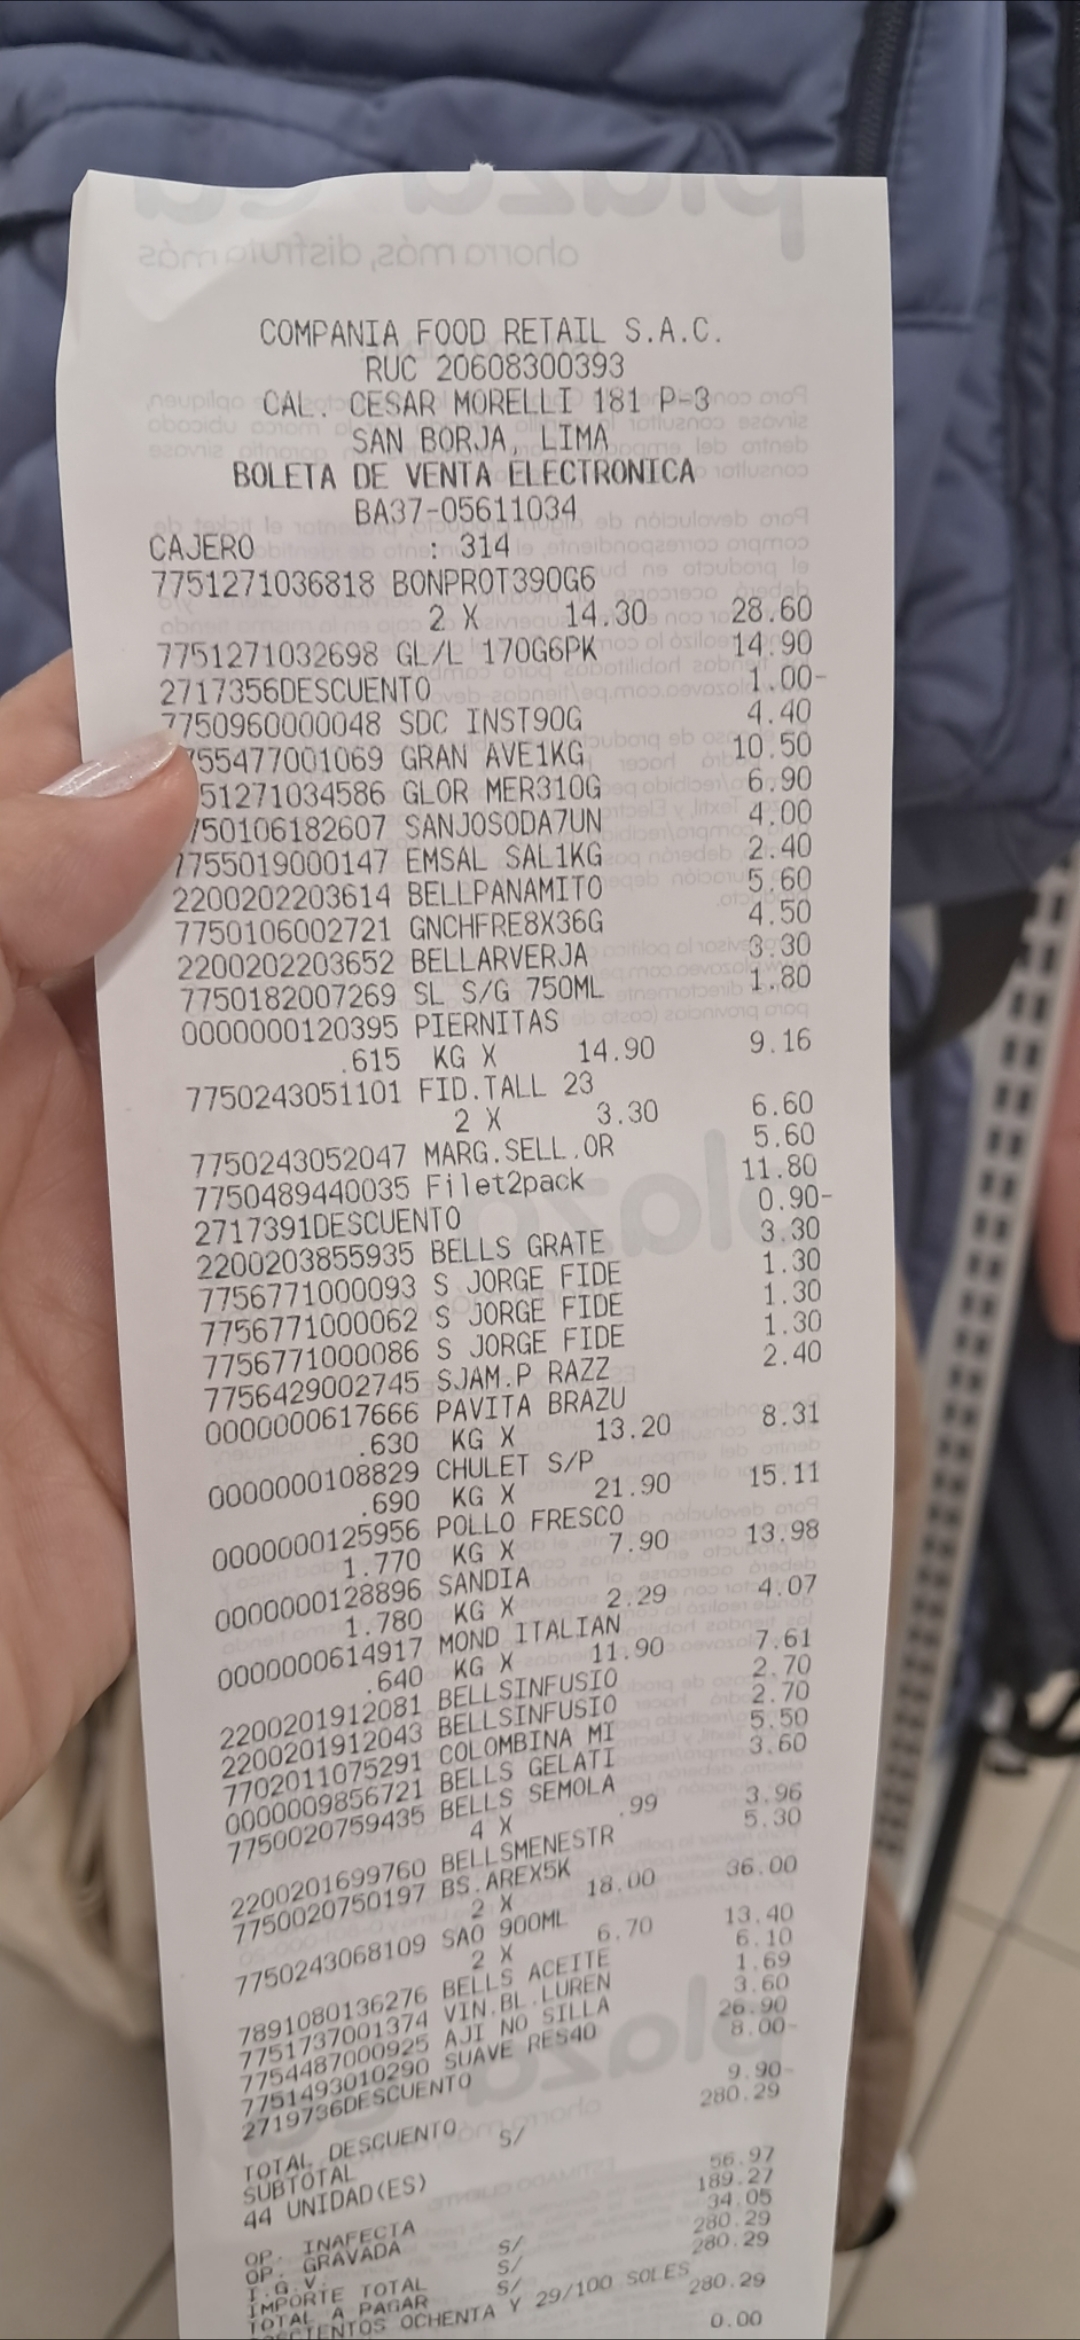 COMPANIA FOOD RETAIL S.A.C.
RUC 20608300393
CAL. CESAR MORELLI 181 P-3
SAN BORJA, LIMA
BOLETA DE VENTA ELECTRONICA
BA37-05611034
CAJERO : 314
7751271036818 BONPROT390G6
2 X 14.30 28.60
7751271032698 GL/L 170G6PK 14.90
2717356DESCUENTO 1.00-
7750960000048 SDC INST90G 4.40
755477001069 GRAN AVE1KG 10.50
51271034586 GLOR MER310G 6.90
750106182607 SANJOSODA7UN 4.00
7755019000147 EMSAL SAL1KG 2.40
2200202203614 BELLPANAMITO 5.60
7750106002721 GNCHFRE8X36G 4.50
2200202203652 BELLARVERJA 3.30
7750182007269 SL S/G 750ML 1.80
0000000120395 PIERNITAS
.615 KG X 14.90 9.16
7750243051101 FID.TALL 23
2 X 3.30 6.60
7750243052047 MARG.SELL.OR 5.60
7750489440035 Filet2pack 11.80
2717391DESCUENTO 0.90-
2200203855935 BELLS GRATE 3.30
7756771000093 S JORGE FIDE 1.30
7756771000062 S JORGE FIDE 1.30
7756771000086 S JORGE FIDE 1.30
7756429002745 SJAM.P RAZZ 2.40
0000000617666 PAVITA BRAZU
.630 KG X 13.20 8.31
0000000108829 CHULET S/P
.690 KG X 21.90 15.11
0000000125956 POLLO FRESCO
1.770 KG X 7.90 13.98
0000000128896 SANDIA
1.780 KG X 2.29 4.07
0000000614917 MOND ITALIAN
.640 KG X 11.90 7.61
2200201912081 BELLSINFUSIO 2.70
2200201912043 BELLSINFUSIO 2.70
7702011075291 COLOMBINA MI 5.50
0000009856721 BELLS GELATI 3.60
7750020759435 BELLS SEMOLA
4 X .99 3.96
2200201699760 BELLSMENESTR 5.30
7750020750197 BS.AREX5K
2 X 18.00 36.00
7750243068109 SAO 900ML
2 X 6.70 13.40
7891080136276 BELLS ACEITE 6.10
7751737001374 VIN.BL.LUREN 1.69
7754487000925 AJI NO SILLA 3.60
7751493010290 SUAVE RES40 26.90
2719736DESCUENTO 8.00-
TOTAL DESCUENTO 9.90-
SUBTOTAL S/ 280.29
44 UNIDAD(ES)
OP. INAFECTA 56.97
OP. GRAVADA 189.27
I.G.V. S/ 34.05
IMPORTE TOTAL S/ 280.29
TOTAL A PAGAR S/ 280.29
OCHENTA Y 29/100 SOLES
280.29
0.00